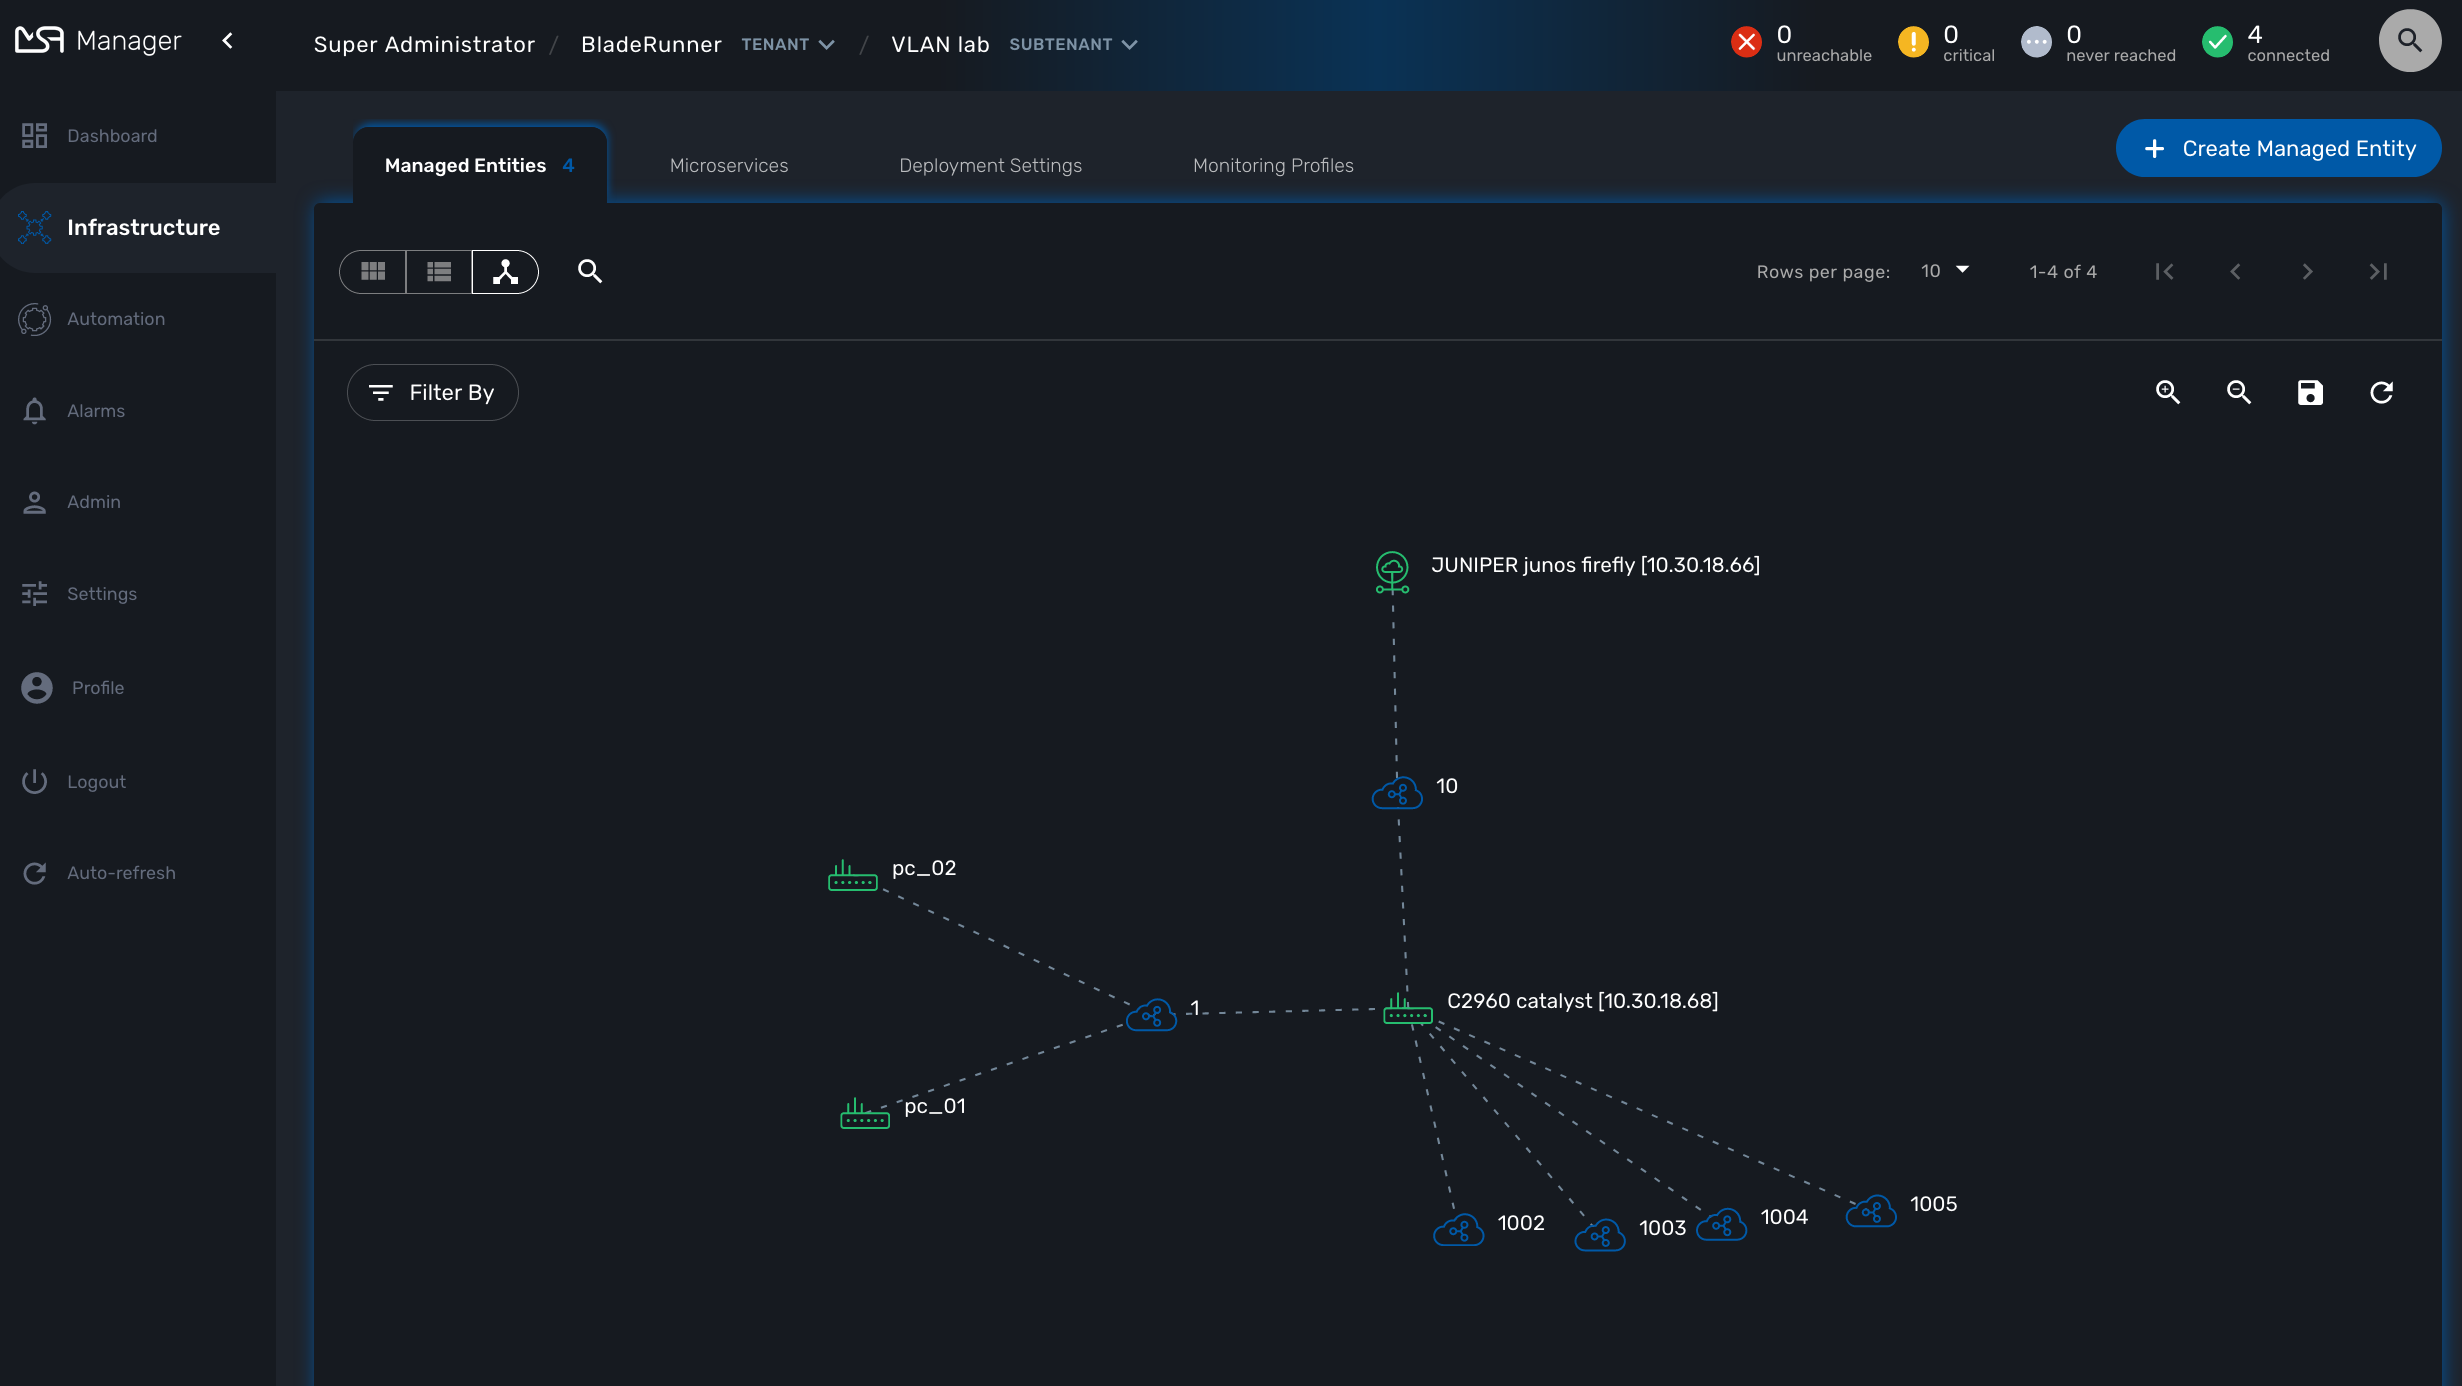 MSA Manager
Super Administrator / BladeRunner TENANT / VLAN lab SUBTENANT
0 unreachable
0 critical
0 never reached
4 connected
Dashboard
Infrastructure
Automation
Alarms
Admin
Settings
Profile
Logout
Auto-refresh
Managed Entities 4
Microservices
Deployment Settings
Monitoring Profiles
+ Create Managed Entity
Rows per page: 10 1-4 of 4
Filter By
JUNIPER junos firefly [10.30.18.66]
10
pc_02
1
C2960 catalyst [10.30.18.68]
pc_01
1002
1003
1004
1005